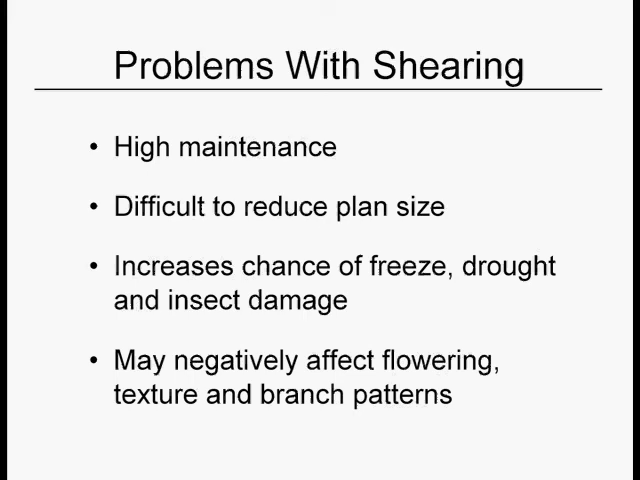 Problems With Shearing
• High maintenance
• Difficult to reduce plan size
• Increases chance of freeze, drought
and insect damage
• May negatively affect flowering,
texture and branch patterns